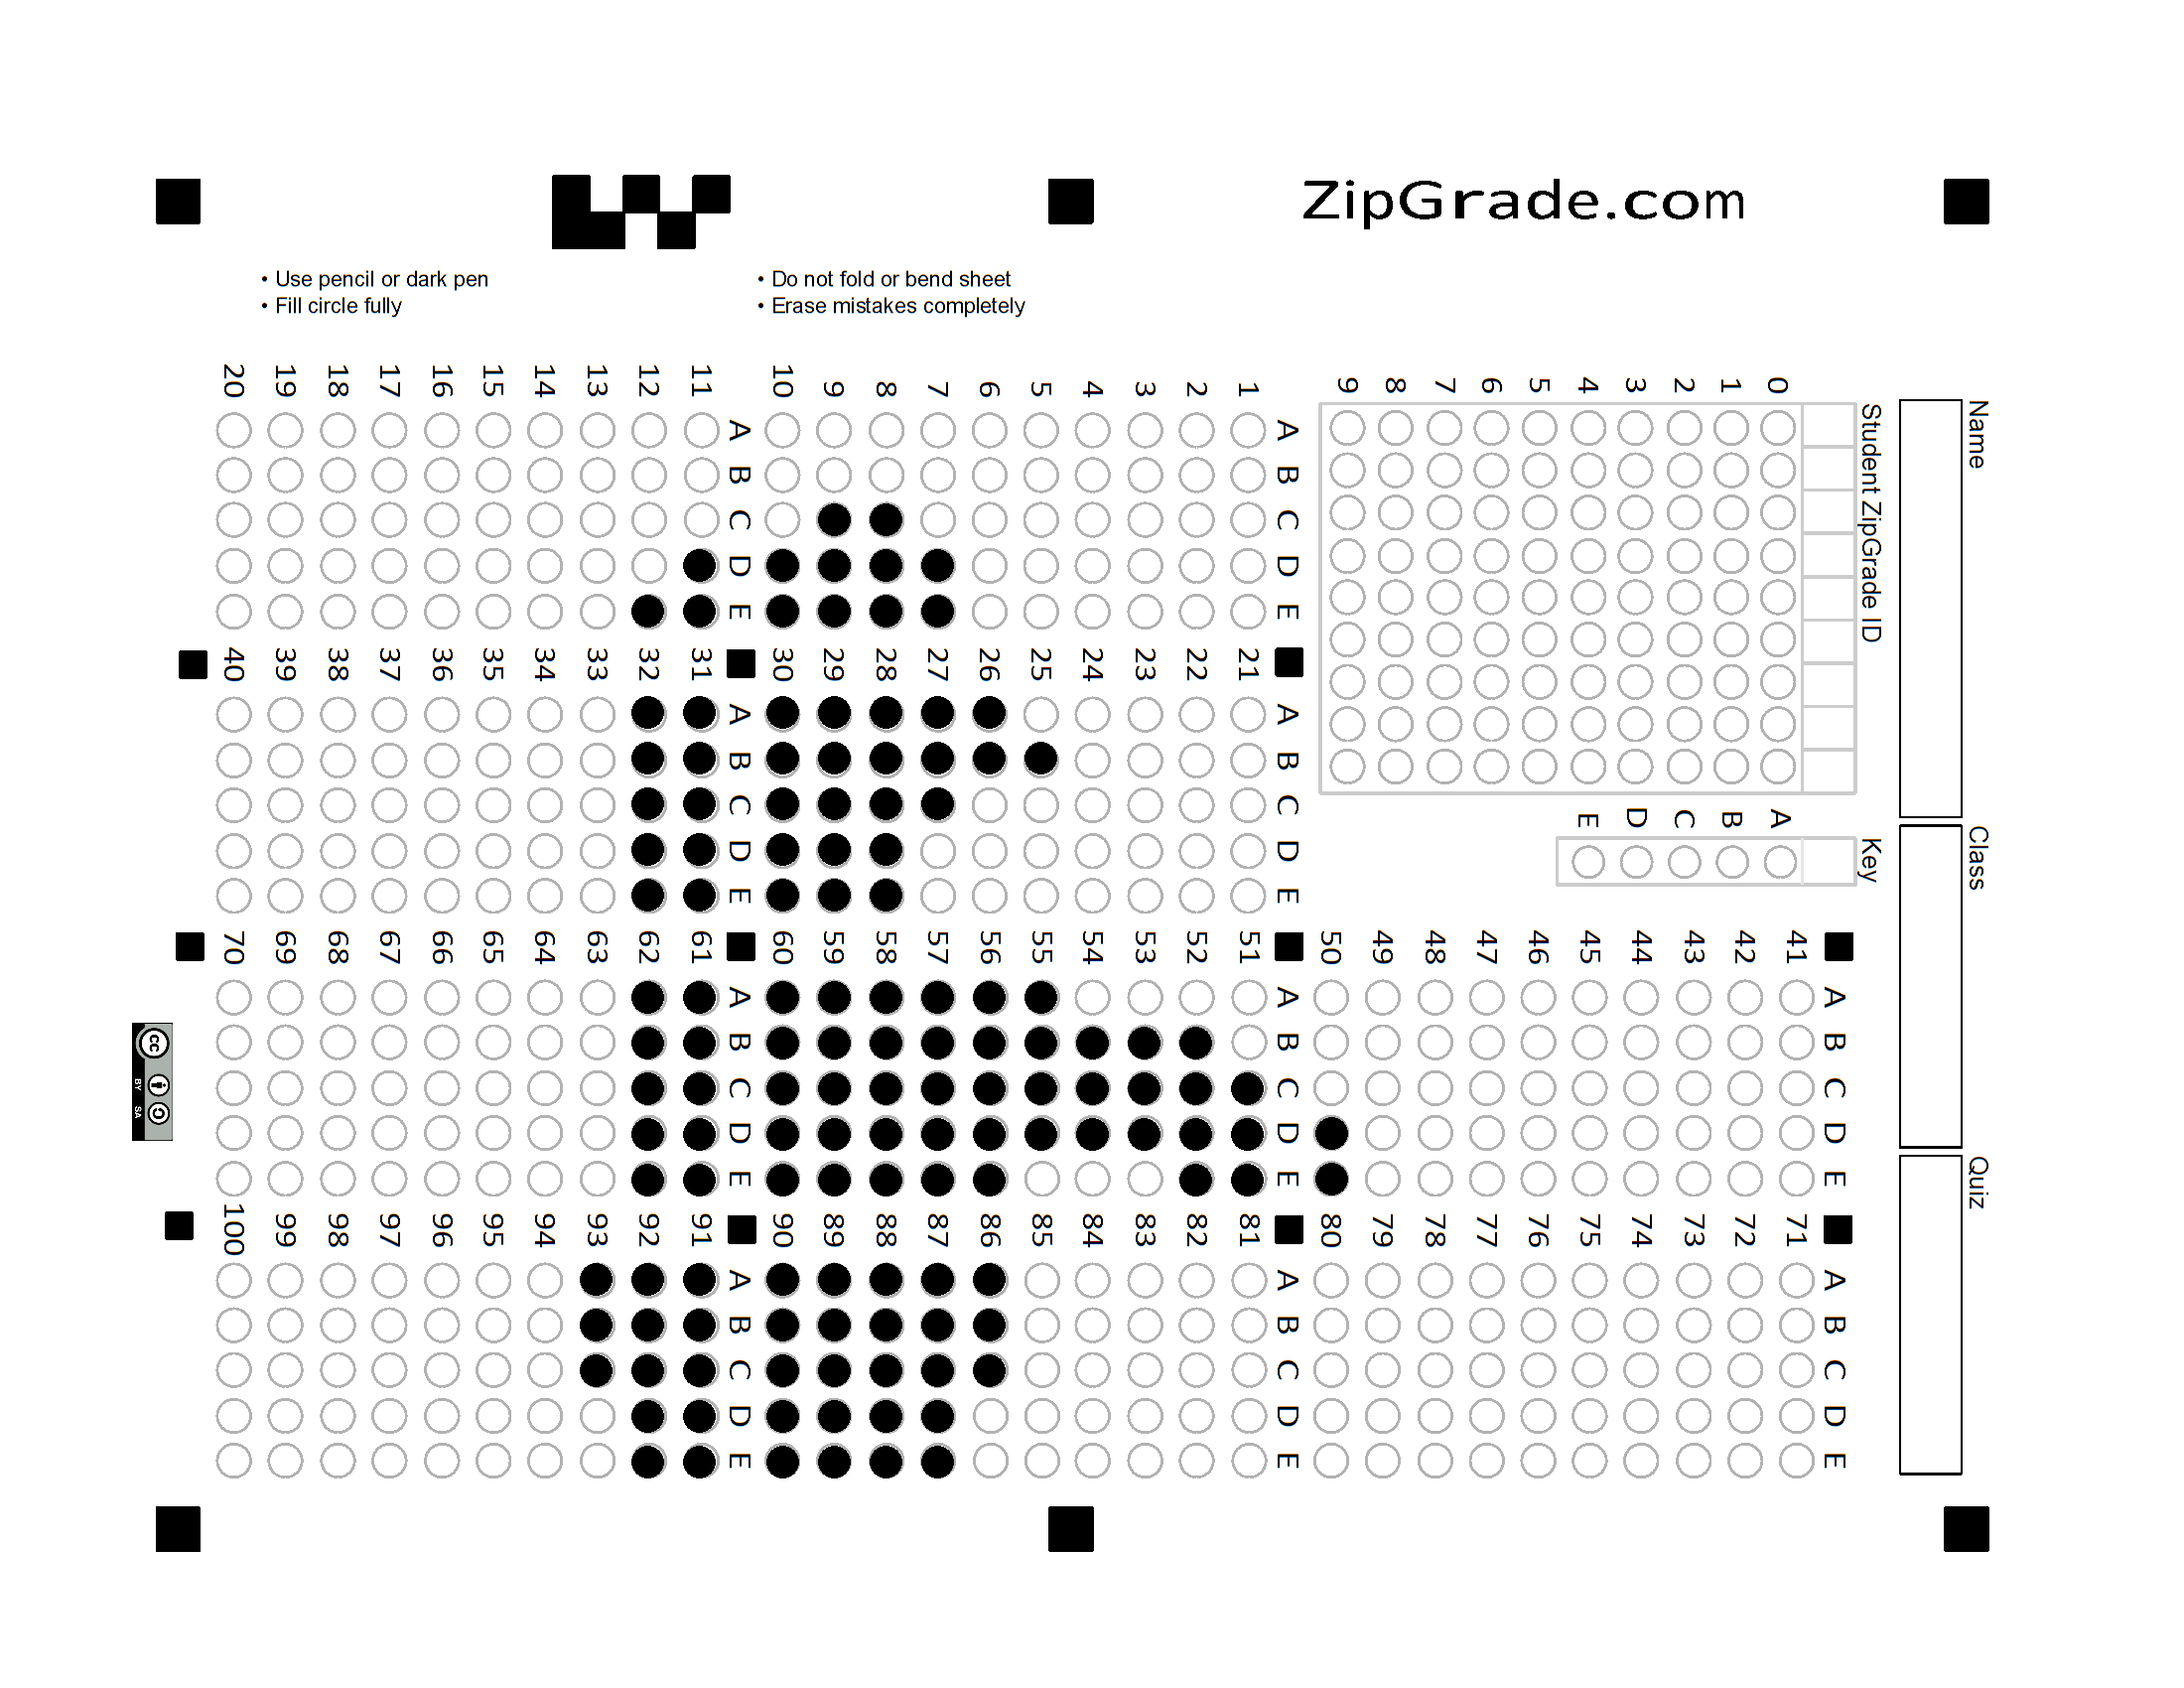 ZipGrade.com
• Use pencil or dark pen
• Fill circle fully
• Do not fold or bend sheet
• Erase mistakes completely
Name
Class
Quiz
Student ZipGrade ID
0 1 2 3 4 5 6 7 8 9
Key
A B C D E
1 2 3 4 5 6 7 8 9 10
A B C D E
11 12 13 14 15 16 17 18 19 20
A B C D E
21 22 23 24 25 26 27 28 29 30
A B C D E
31 32 33 34 35 36 37 38 39 40
A B C D E
41 42 43 44 45 46 47 48 49 50
A B C D E
51 52 53 54 55 56 57 58 59 60
A B C D E
61 62 63 64 65 66 67 68 69 70
A B C D E
71 72 73 74 75 76 77 78 79 80
A B C D E
81 82 83 84 85 86 87 88 89 90
A B C D E
91 92 93 94 95 96 97 98 99 100
A B C D E
cc
BY SA